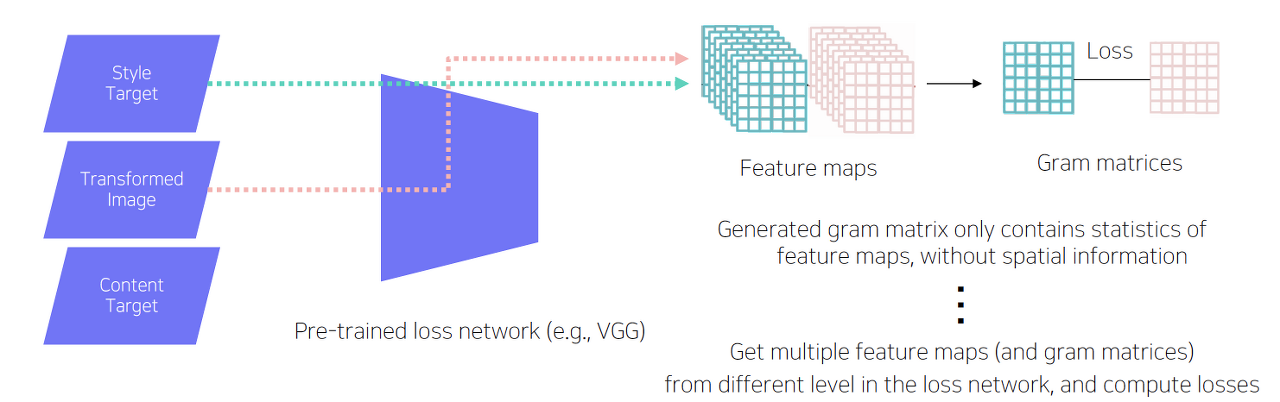 Style
Target
Transformed
Image
Content
Target
Pre-trained loss network (e.g., VGG)
Feature maps
Loss
Gram matrices
Generated gram matrix only contains statistics of
feature maps, without spatial information
Get multiple feature maps (and gram matrices)
from different level in the loss network, and compute losses